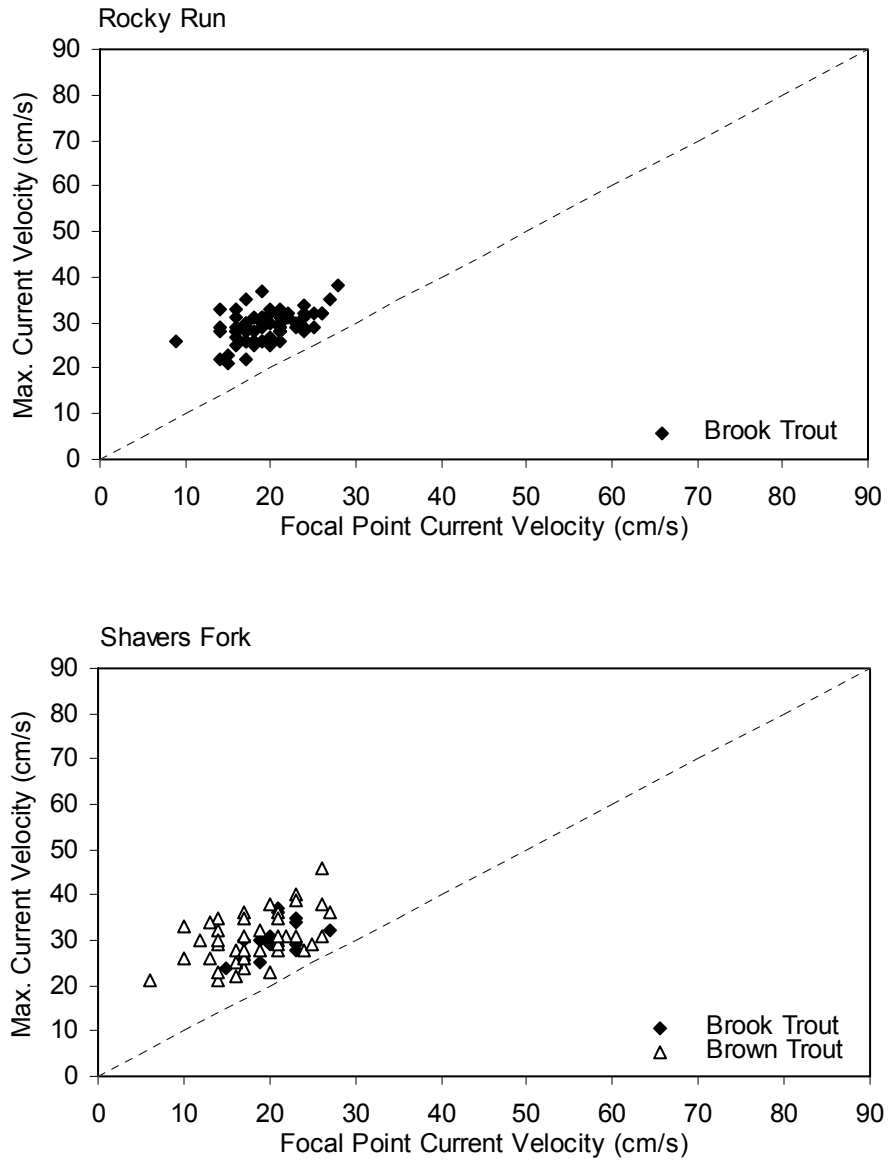 Rocky Run
90
80
70
60
50
40
30
20
10
0
Max. Current Velocity (cm/s)
Brook Trout
0 10 20 30 40 50 60 70 80 90
Focal Point Current Velocity (cm/s)
Shavers Fork
90
80
70
60
50
40
30
20
10
0
Max. Current Velocity (cm/s)
Brook Trout
Brown Trout
0 10 20 30 40 50 60 70 80 90
Focal Point Current Velocity (cm/s)